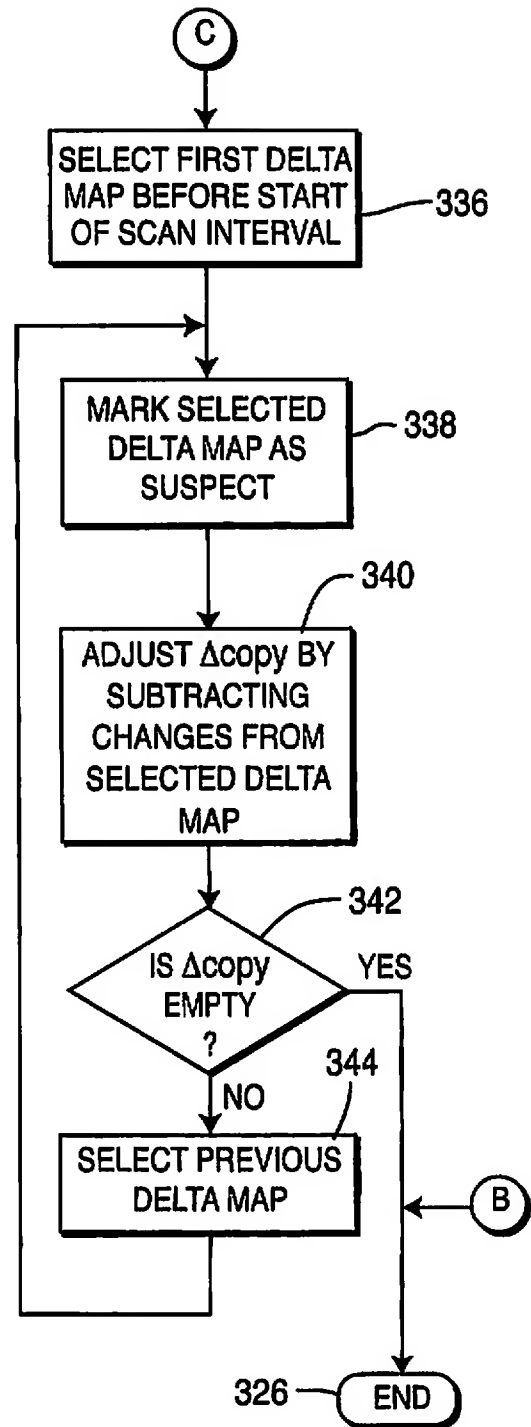 C
SELECT FIRST DELTA
MAP BEFORE START
OF SCAN INTERVAL
336
MARK SELECTED
DELTA MAP AS
SUSPECT
338
340
ADJUST Δcopy BY
SUBTRACTING
CHANGES FROM
SELECTED DELTA
MAP
342
IS Δcopy
EMPTY
?
YES
NO
344
SELECT PREVIOUS
DELTA MAP
B
326
END